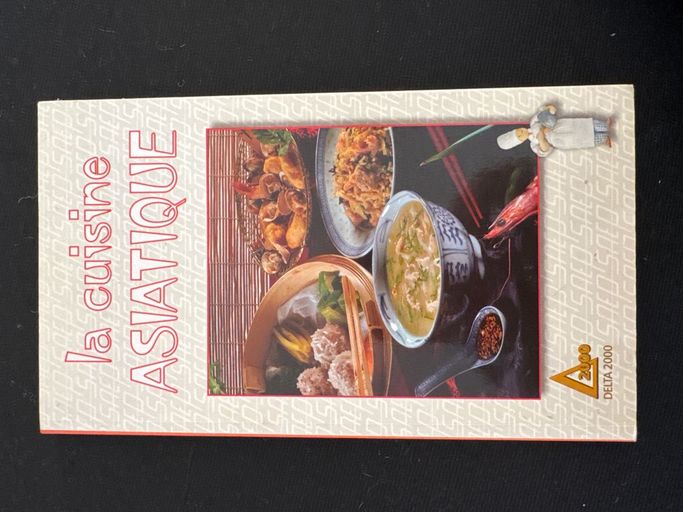 la cuisine
ASIATIQUE
2000
DELTA 2000